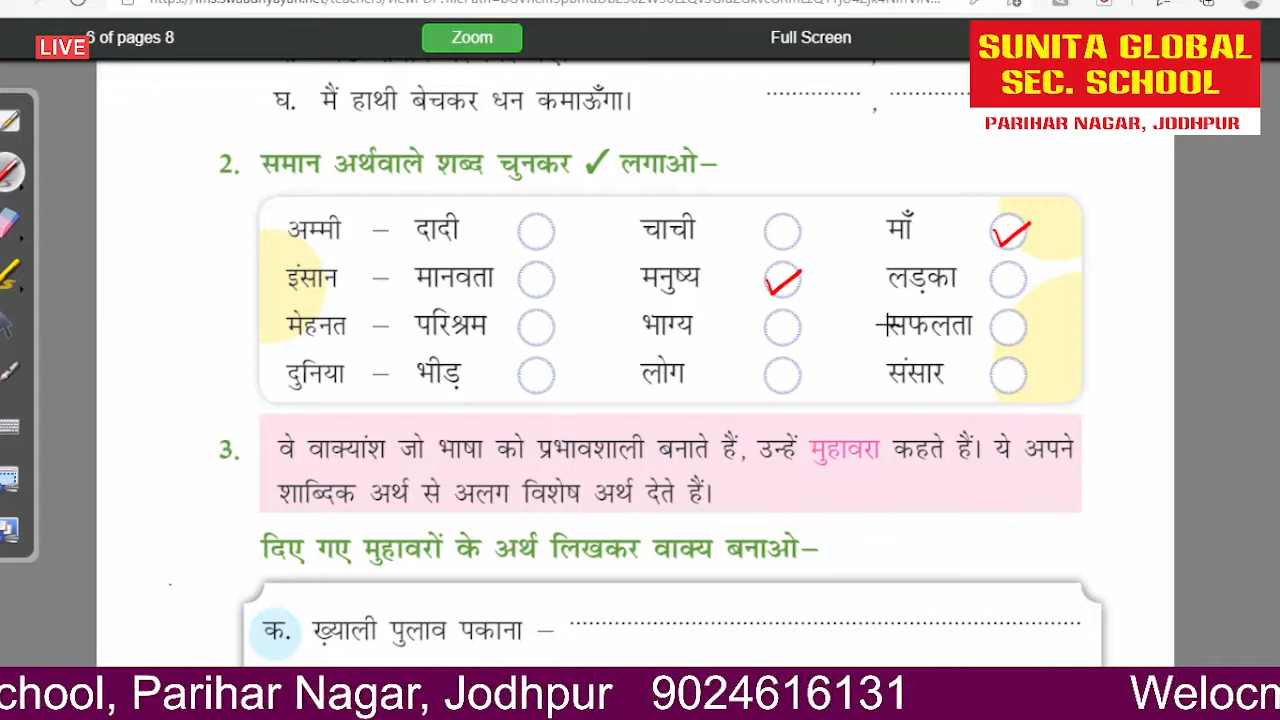 LIVE
6 of pages 8
Zoom
Full Screen
SUNITA GLOBAL
SEC. SCHOOL
PARIHAR NAGAR, JODHPUR
घ. मैं हाथी बेचकर धन कमाऊँगा। .............. , ............
2. समान अर्थवाले शब्द चुनकर ✓ लगाओ–
अम्मी – दादी चाची माँ ✓
इंसान – मानवता मनुष्य ✓ लड़का
मेहनत – परिश्रम भाग्य सफलता
दुनिया – भीड़ लोग संसार
3. वे वाक्यांश जो भाषा को प्रभावशाली बनाते हैं, उन्हें मुहावरा कहते हैं। ये अपने
शाब्दिक अर्थ से अलग विशेष अर्थ देते हैं।
दिए गए मुहावरों के अर्थ लिखकर वाक्य बनाओ–
क. ख़्याली पुलाव पकाना – ................................................................
chool, Parihar Nagar, Jodhpur 9024616131 Welocm